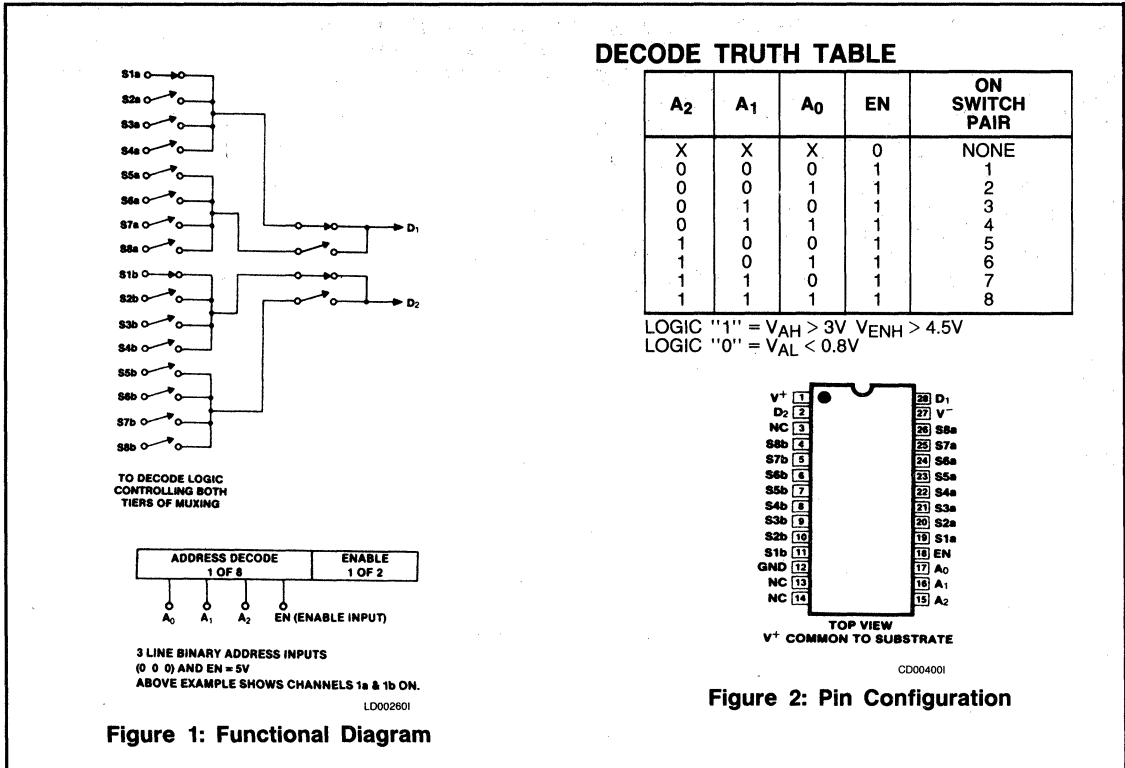 S1a
S2a
S3a
S4a
S5a
S6a
S7a
S8a
S1b
S2b
S3b
S4b
S5b
S6b
S7b
S8b
D1
D2
TO DECODE LOGIC
CONTROLLING BOTH
TIERS OF MUXING
ADDRESS DECODE
1 OF 8
ENABLE
1 OF 2
A0 A1 A2 EN (ENABLE INPUT)
3 LINE BINARY ADDRESS INPUTS
(0 0 0) AND EN = 5V
ABOVE EXAMPLE SHOWS CHANNELS 1a & 1b ON.
LD00260I
Figure 1: Functional Diagram
DECODE TRUTH TABLE
A2 A1 A0 EN ON SWITCH PAIR
X X X 0 NONE
0 0 0 1 1
0 0 1 1 2
0 1 0 1 3
0 1 1 1 4
1 0 0 1 5
1 0 1 1 6
1 1 0 1 7
1 1 1 1 8
LOGIC "1" = VAH > 3V VENH > 4.5V
LOGIC "0" = VAL < 0.8V
V+ 1 28 D1
D2 2 27 V−
NC 3 26 S8a
S8b 4 25 S7a
S7b 5 24 S6a
S6b 6 23 S5a
S5b 7 22 S4a
S4b 8 21 S3a
S3b 9 20 S2a
S2b 10 19 S1a
S1b 11 18 EN
GND 12 17 A0
NC 13 16 A1
NC 14 15 A2
TOP VIEW
V+ COMMON TO SUBSTRATE
CD00400I
Figure 2: Pin Configuration